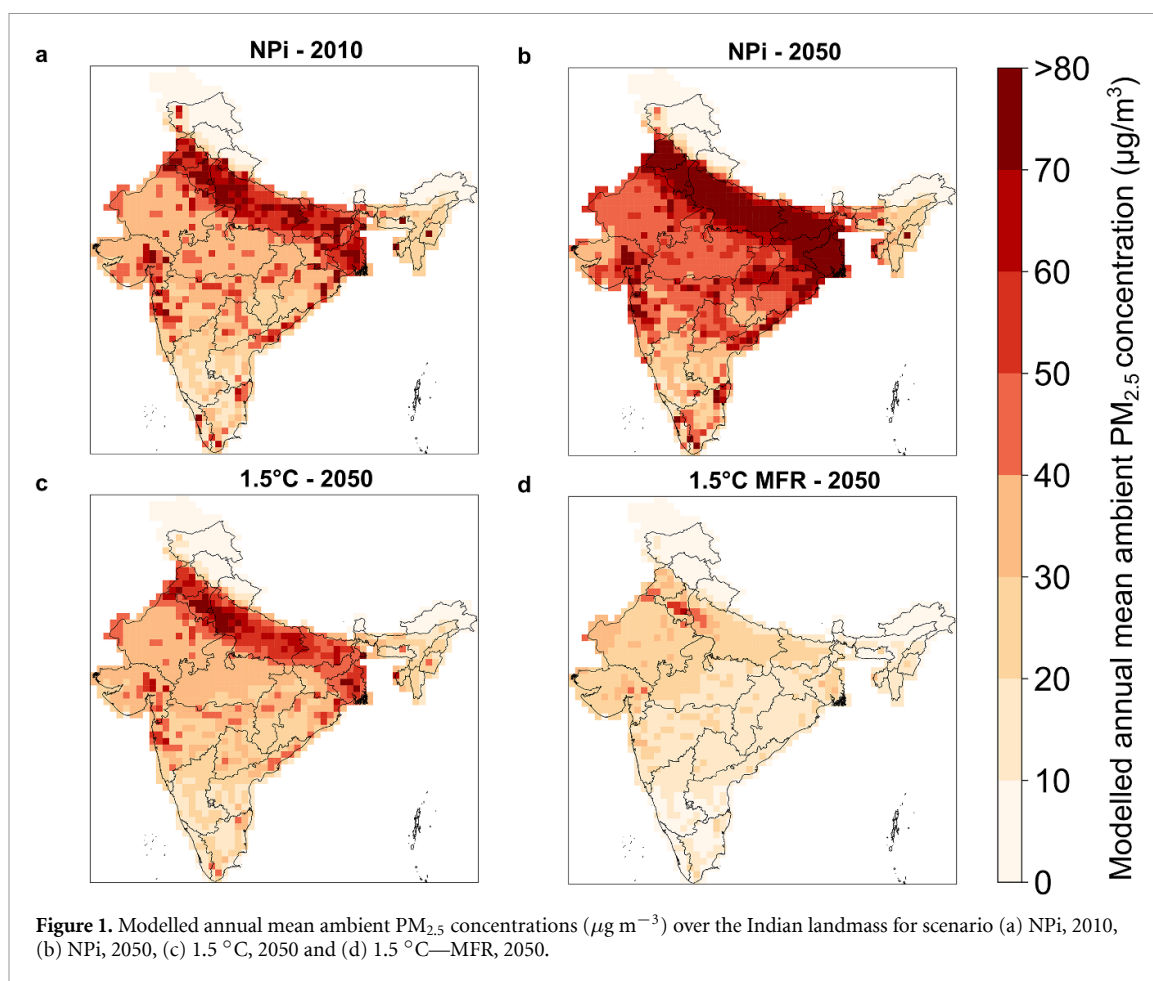 a
NPi - 2010
b
NPi - 2050
c
1.5°C - 2050
d
1.5°C MFR - 2050
>80
70
60
50
40
30
20
10
0
Modelled annual mean ambient PM2.5 concentration (µg/m³)
Figure 1. Modelled annual mean ambient PM2.5 concentrations (µg m−3) over the Indian landmass for scenario (a) NPi, 2010,
(b) NPi, 2050, (c) 1.5 °C, 2050 and (d) 1.5 °C—MFR, 2050.